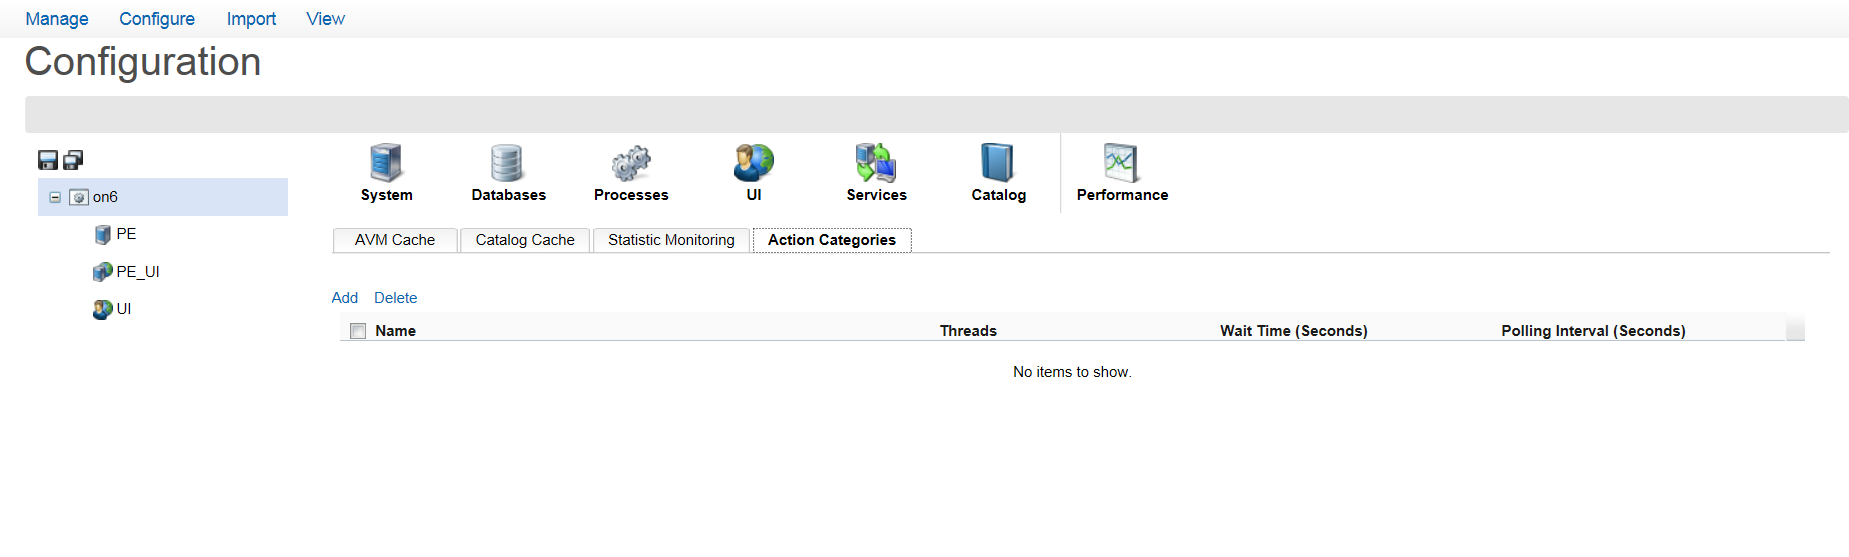 Manage Configure Import View
Configuration
on6
PE
PE_UI
UI
System Databases Processes UI Services Catalog Performance
AVM Cache Catalog Cache Statistic Monitoring Action Categories
Add Delete
Name Threads Wait Time (Seconds) Polling Interval (Seconds)
No items to show.